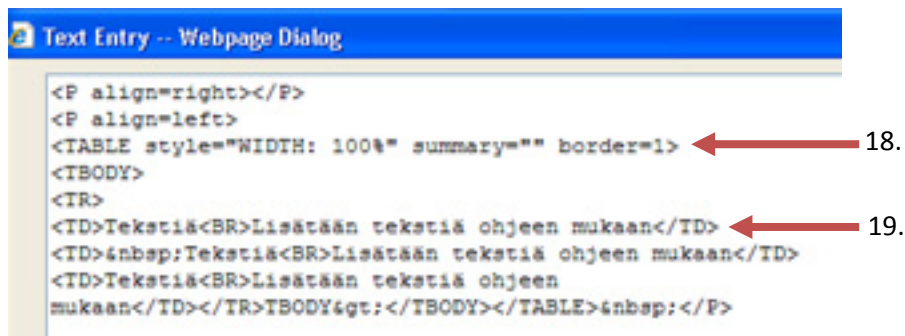 Text Entry -- Webpage Dialog
<P align=right></P>
<P align=left>
<TABLE style="WIDTH: 100%" summary="" border=1>
18.
<TBODY>
<TR>
<TD>Tekstiä<BR>Lisätään tekstiä ohjeen mukaan</TD>
19.
<TD>&nbsp;Tekstiä<BR>Lisätään tekstiä ohjeen mukaan</TD>
<TD>Tekstiä<BR>Lisätään tekstiä ohjeen
mukaan</TD></TR>TBODY&gt;</TBODY></TABLE>&nbsp;</P>